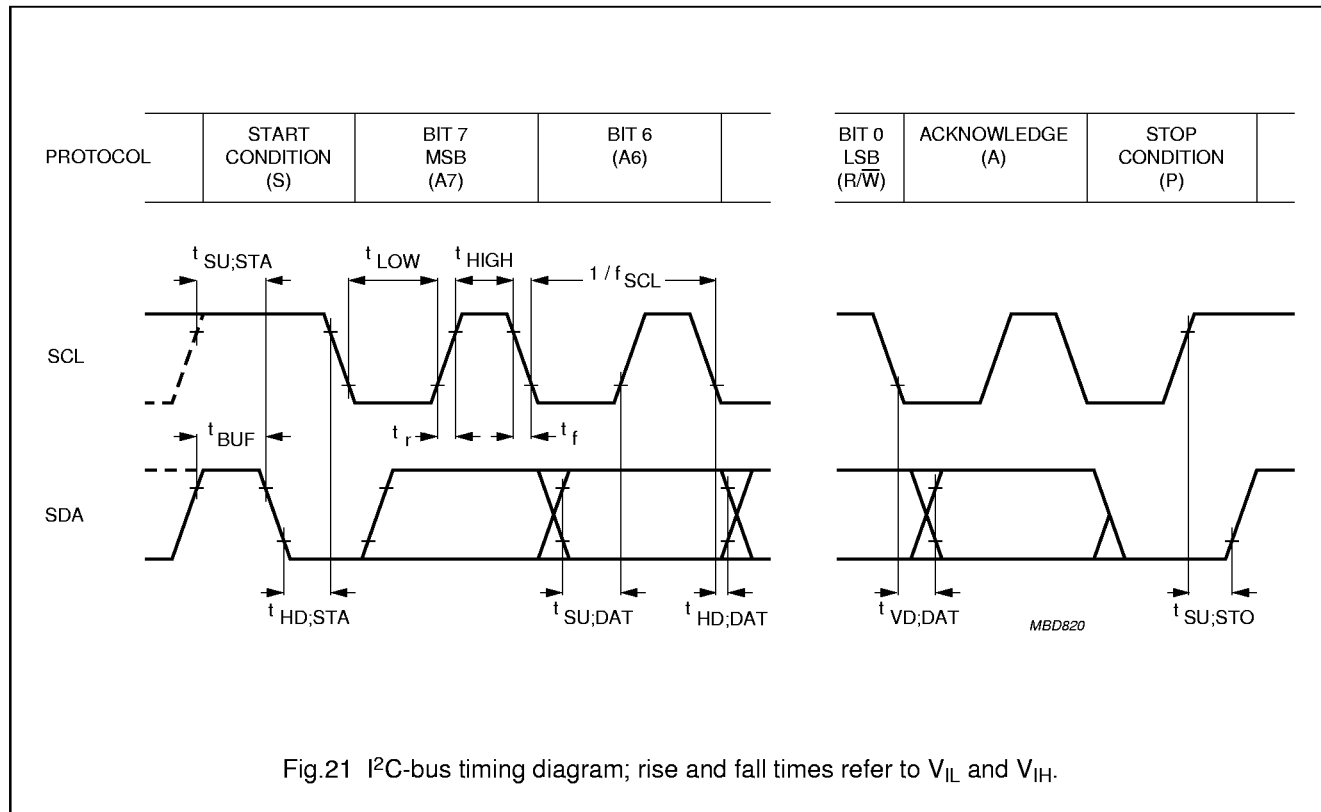 PROTOCOL
START
CONDITION
(S)
BIT 7
MSB
(A7)
BIT 6
(A6)
BIT 0
LSB
(R/W̅)
ACKNOWLEDGE
(A)
STOP
CONDITION
(P)
t SU;STA
t LOW
t HIGH
1 / f SCL
SCL
t BUF
t r
t f
SDA
t HD;STA
t SU;DAT
t HD;DAT
t VD;DAT
MBD820
t SU;STO
Fig.21 I²C-bus timing diagram; rise and fall times refer to V_IL and V_IH.